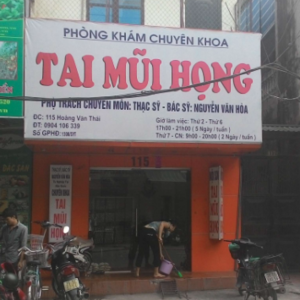 PHÒNG KHÁM CHUYÊN KHOA
TAI MŨI HỌNG
PHỤ TRÁCH CHUYÊN MÔN: THẠC SỸ - BÁC SỸ: NGUYỄN VĂN HÒA
ĐC: 115 Hoàng Văn Thái
ĐT: 0904 106 339
Số GPHĐ:
Giờ làm việc: Thứ 2 - Thứ 6
17h00 - 21h00 ( 5 Ngày / tuần )
Thứ 7 - CN: 9h00 - 20h00 ( 2 Ngày / tuần )
115
TAI
MŨI
HỌNG